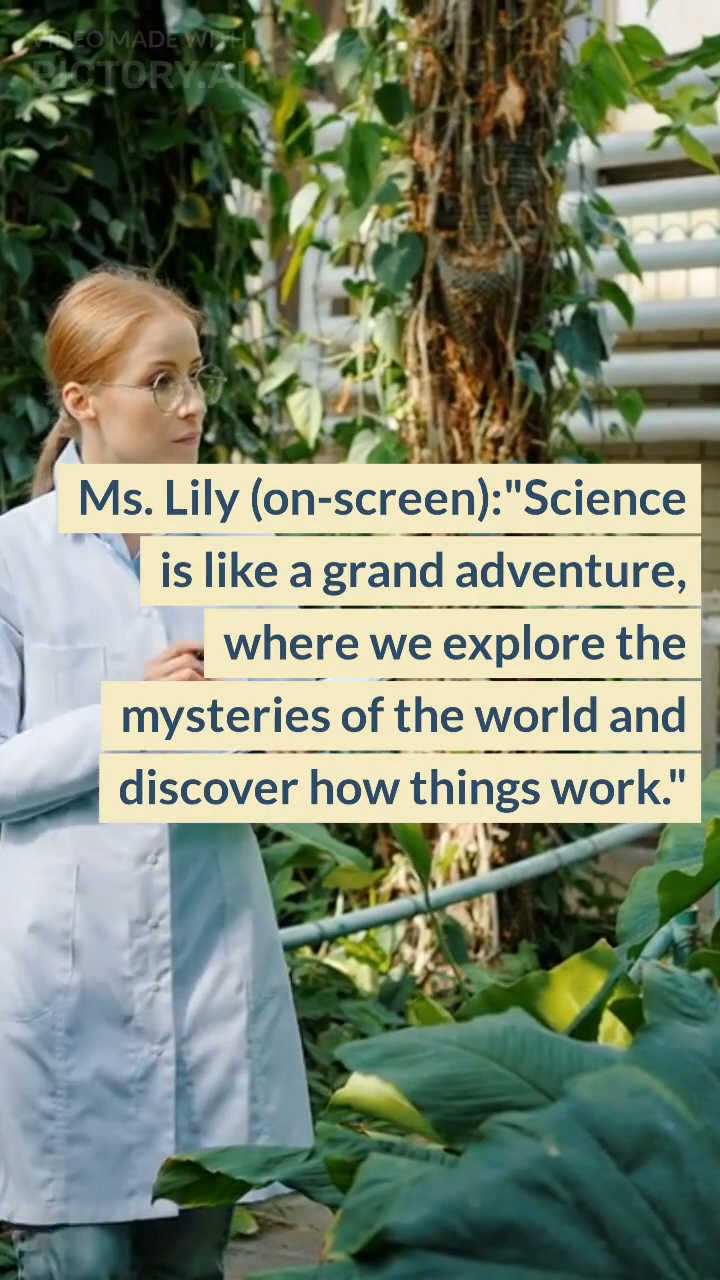 VIDEO MADE WITH
PICTORY.AI
Ms. Lily (on-screen):"Science
is like a grand adventure,
where we explore the
mysteries of the world and
discover how things work."